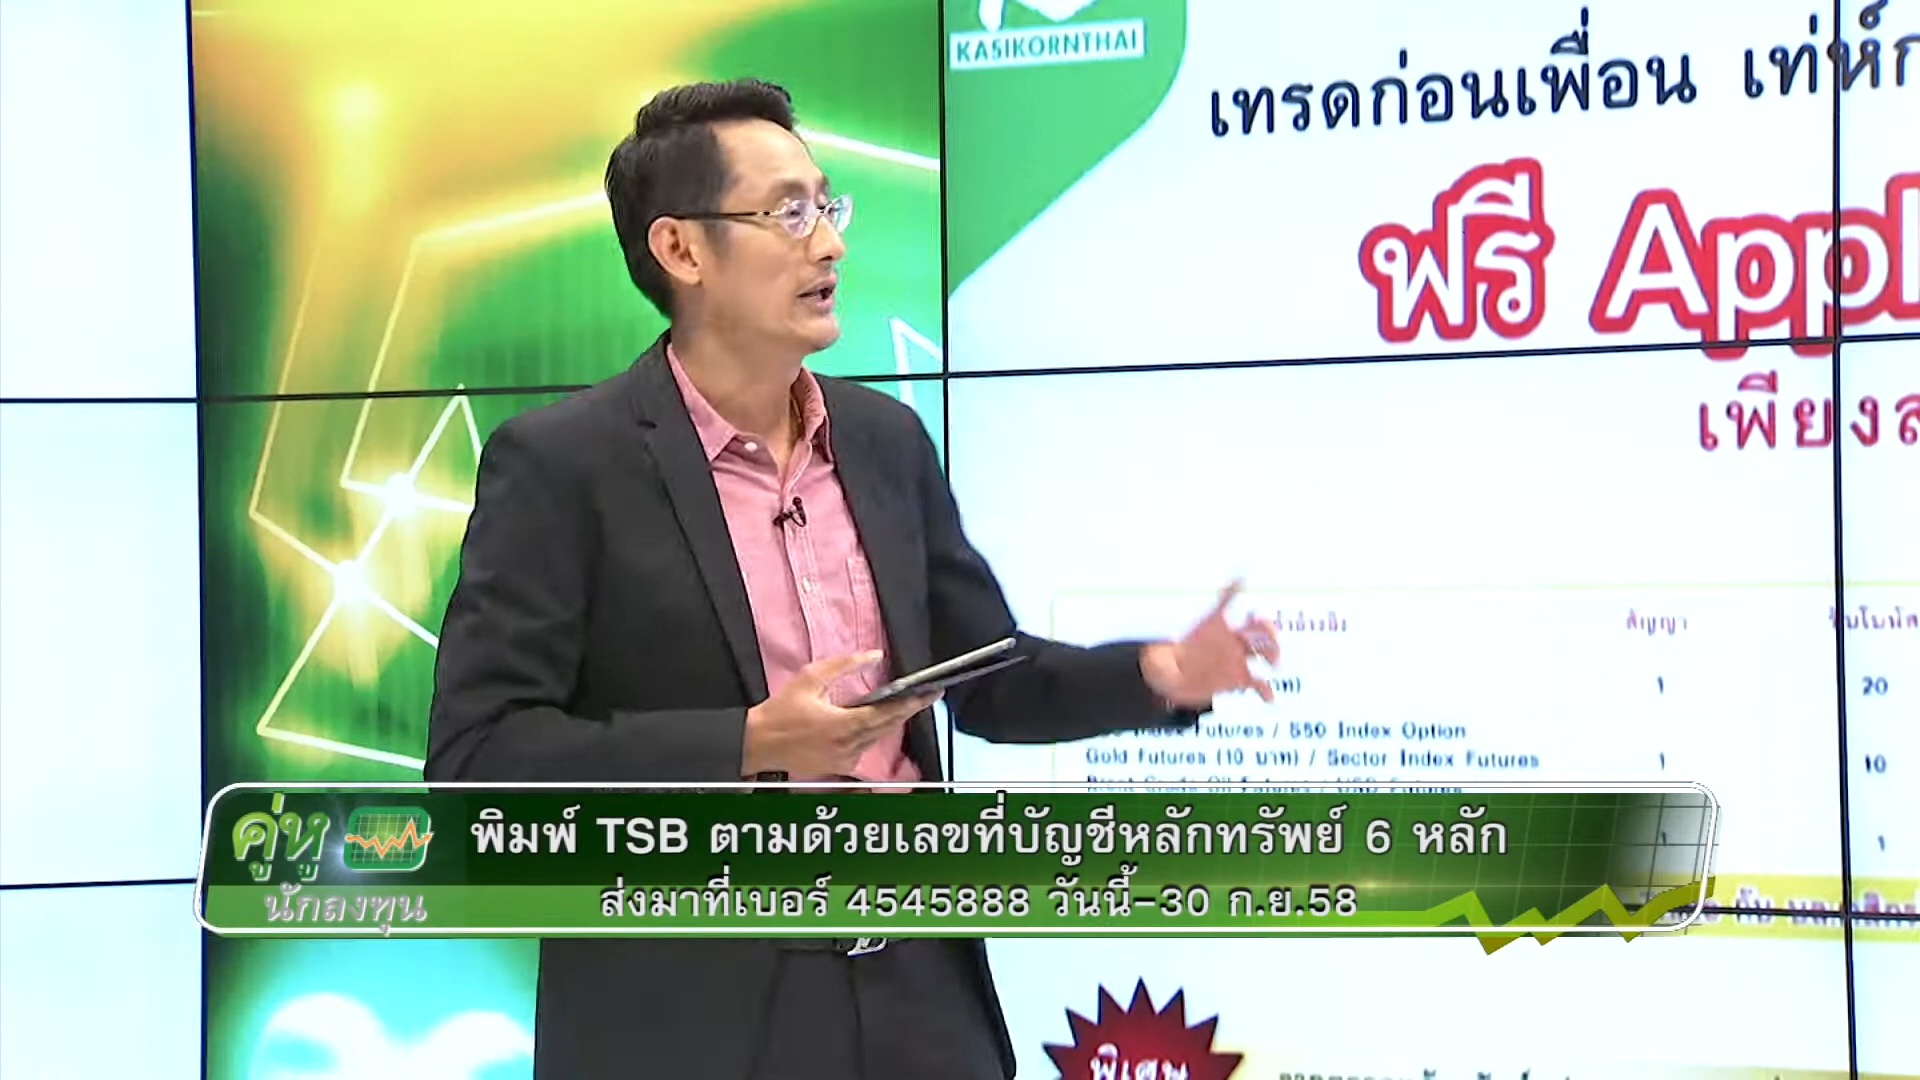 KASIKORNTHAI
เทรดก่อนเพื่อน เท่ห์ก
ฟรี App
เพียง
สัญญา
1 20
Futures / S50 Index Option
Gold Futures (10 บาท) / Sector Index Futures 1 10
1 1
คู่หู
นักลงทุน
พิมพ์ TSB ตามด้วยเลขที่บัญชีหลักทรัพย์ 6 หลัก
ส่งมาที่เบอร์ 4545888 วันนี้-30 ก.ย.58
พิเศษ